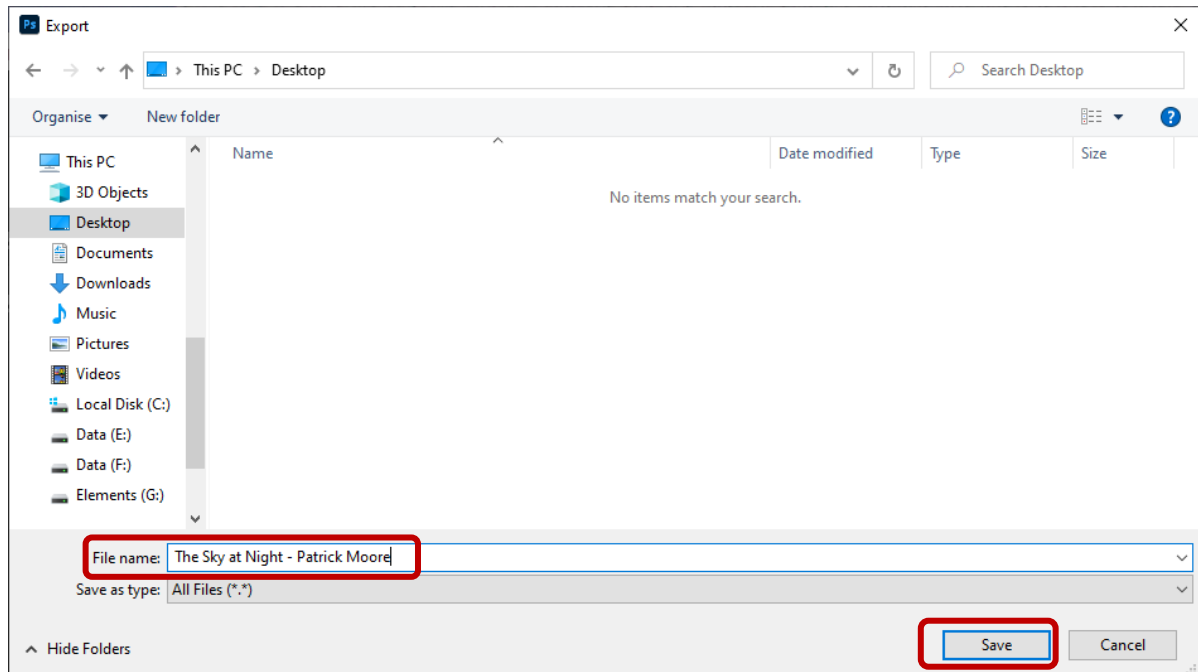 Ps Export
This PC > Desktop
Search Desktop
Organise New folder
?
Name Date modified Type Size
No items match your search.
This PC
3D Objects
Desktop
Documents
Downloads
Music
Pictures
Videos
Local Disk (C:)
Data (E:)
Data (F:)
Elements (G:)
File name: The Sky at Night - Patrick Moore
Save as type: All Files (*.*)
Hide Folders
Save
Cancel